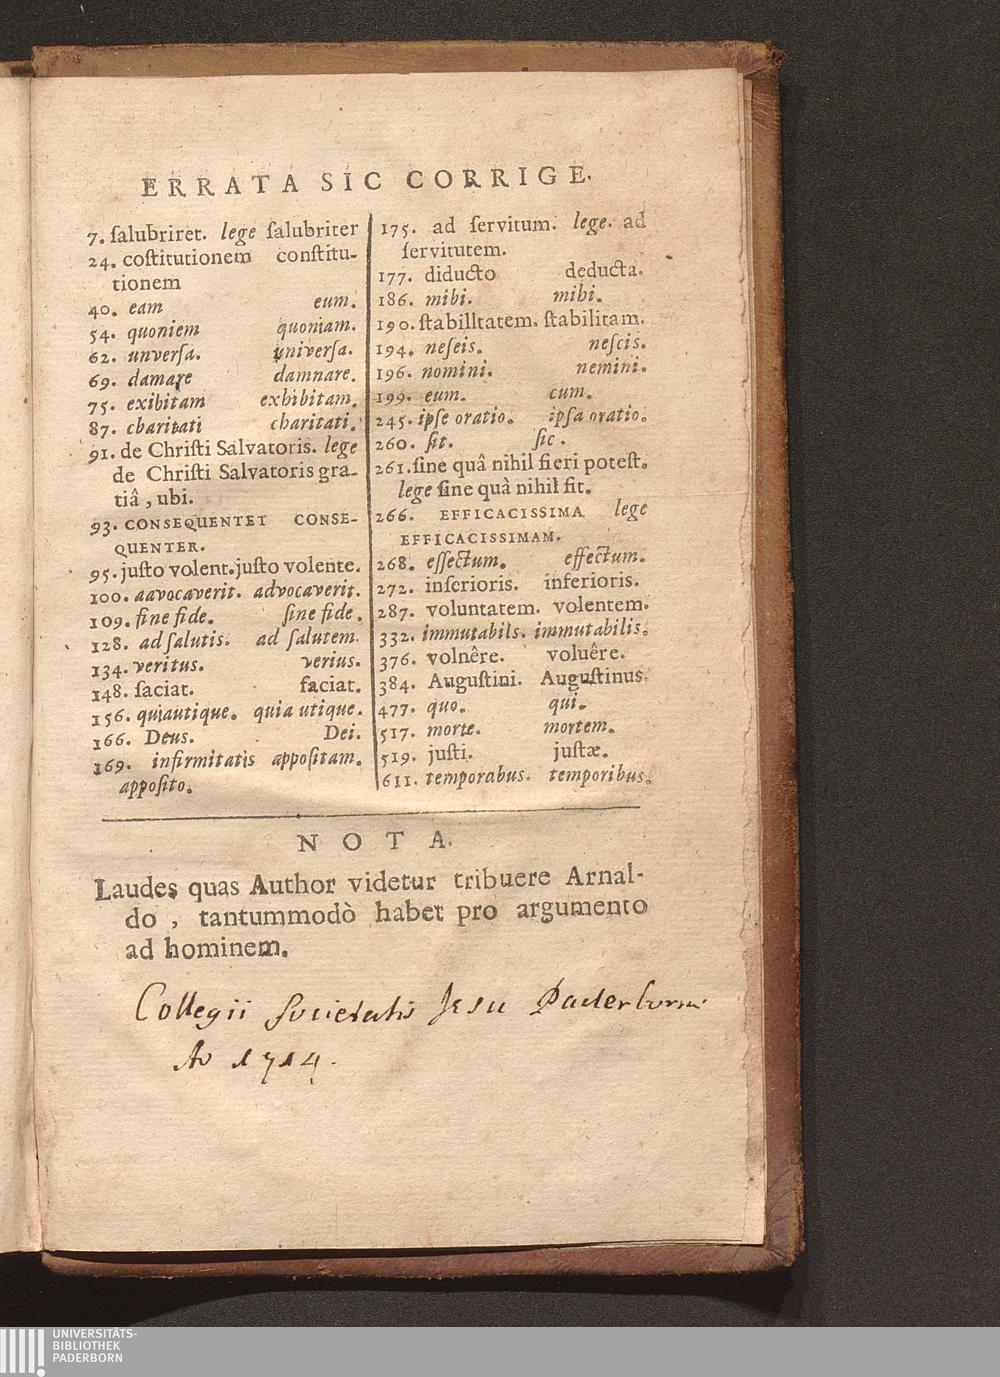 ERRATA SIC CORRIGE.
7. ſalubriret. lege ſalubriter
24. coſtitutionem conſtitu-
tionem
40. eam eum.
54. quoniem quoniam.
62. unverſa. univerſa.
69. damare damnare.
75. exibitam exhibitam.
87. charitati charitati.
91. de Chriſti Salvatoris. lege
de Chriſti Salvatoris gra-
tiâ, ubi.
93. CONSEQUENTET CONSE-
QUENTER.
95. juſto volent. juſto volente.
100. aavocaverit. advocaverit.
109. ſine fide. ſine fide.
128. ad ſalutis. ad ſalutem.
134. veritus. verius.
148. ſaciat. faciat.
156. quiautique. quia utique.
166. Deus. Dei.
169. infirmitatis appoſitam.
appoſito.
175. ad ſervitum. lege. ad
ſervitutem.
177. diducto deducta.
186. mibi. mihi.
190. ſtabilltatem. ſtabilitam.
194. neſeis. neſcis.
196. nomini. nemini.
199. eum. cum.
245. ipſe oratio. ipſa oratio.
260. ſit. ſic.
261. ſine quâ nihil fieri poteſt.
lege ſine quà nihil fit.
266. EFFICACISSIMA lege
EFFICACISSIMAM.
268. eſſectum. effectum.
272. inſcrioris. inferioris.
287. voluntatem. volentem.
332. immutabils. immutabilis.
376. volnêre. voluêre.
384. Auguſtini. Auguſtinus.
477. quo. qui.
517. morte. mortem.
519. juſti. juſtæ.
611. temporabus. temporibus.
NOTA.
Laudes quas Author videtur tribuere Arnal-
do, tantummodò habet pro argumento
ad hominem.
Collegii Societatis Jesu Paderbornæ
Ao 1714.
UNIVERSITÄTS-
BIBLIOTHEK
PADERBORN